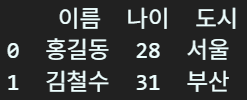 이름 나이 도시
0 홍길동 28 서울
1 김철수 31 부산